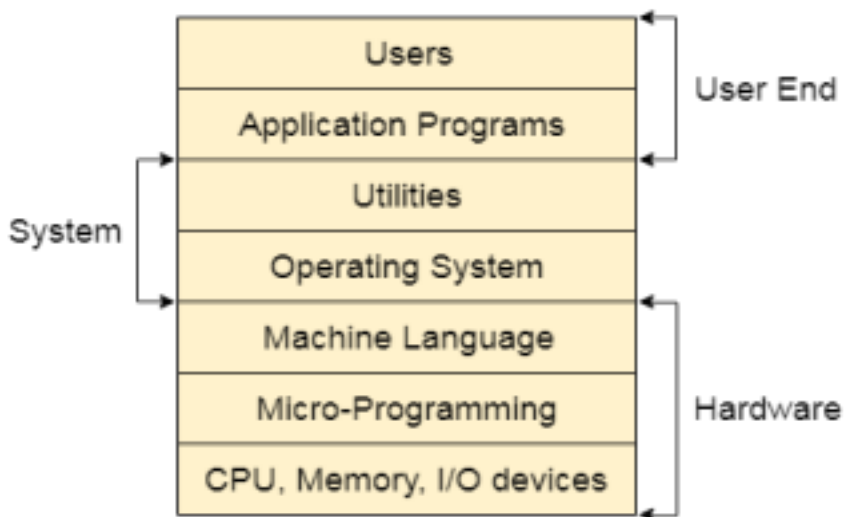 Users
User End
Application Programs
Utilities
System
Operating System
Machine Language
Micro-Programming
Hardware
CPU, Memory, I/O devices